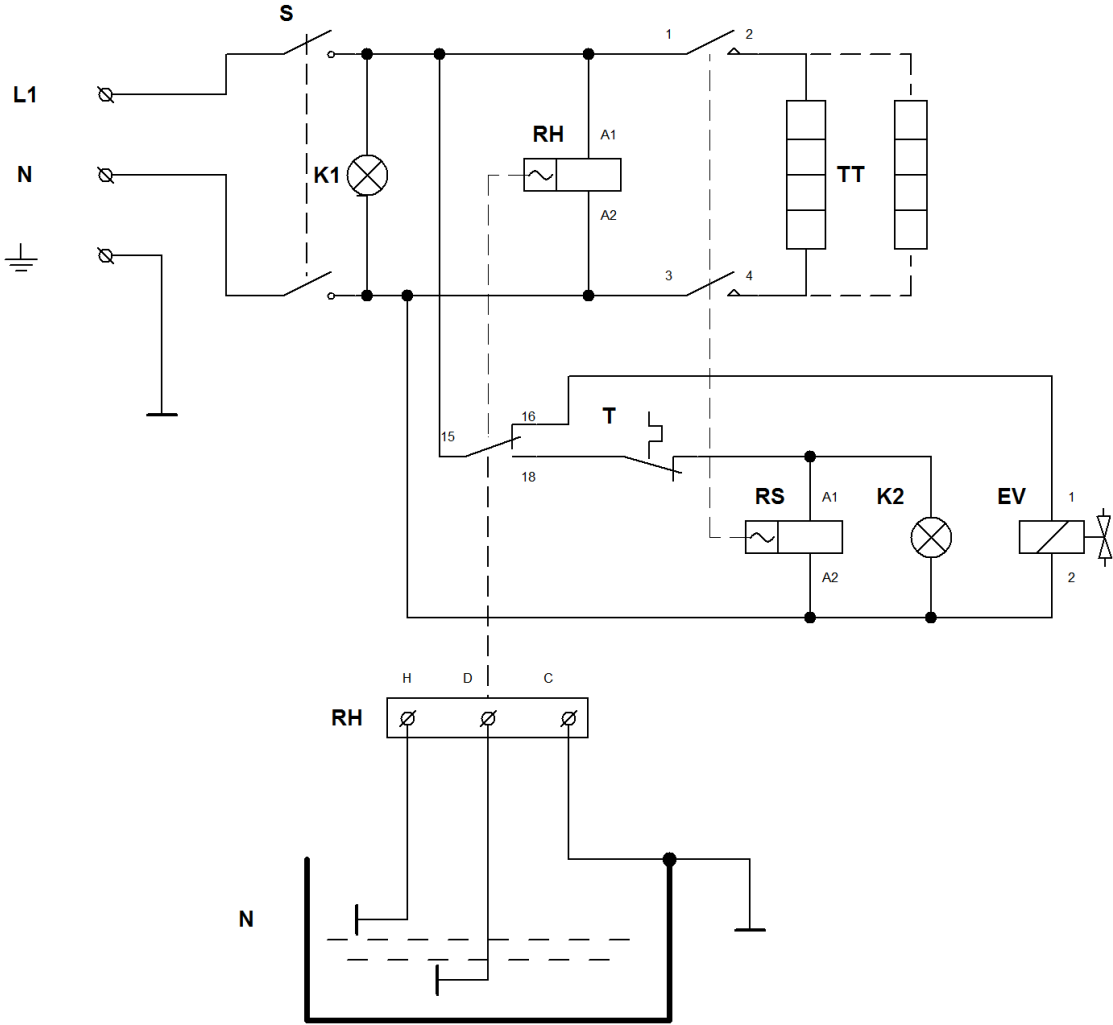 S
1 2
L1
RH A1
N K1 TT
A2
3 4
16 T
15
18
RS A1 K2 EV 1
A2 2
H D C
RH
N